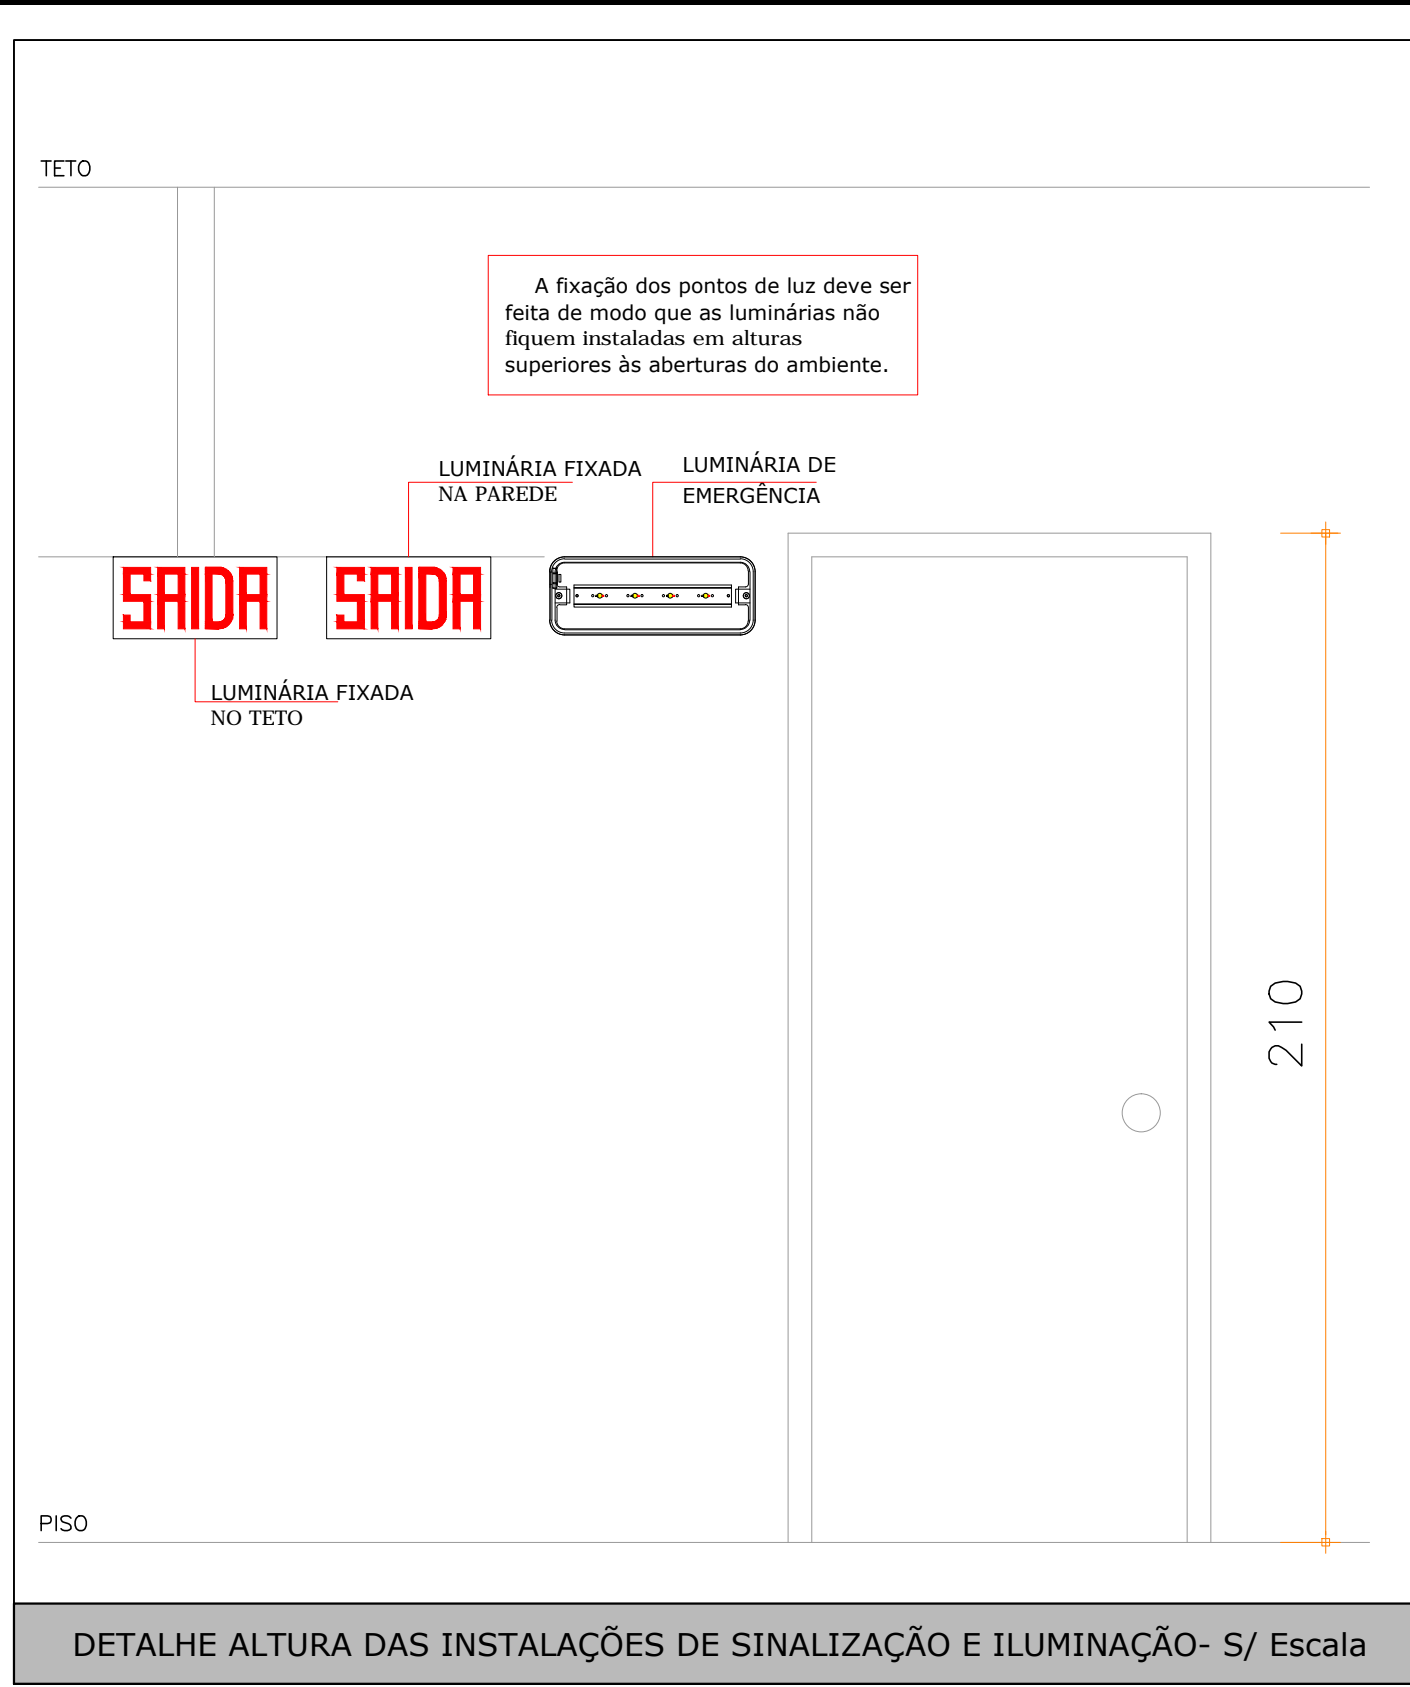 TETO
A fixação dos pontos de luz deve ser
feita de modo que as luminárias não
fiquem instaladas em alturas
superiores às aberturas do ambiente.
LUMINÁRIA FIXADA
NA PAREDE
LUMINÁRIA DE
EMERGÊNCIA
SAIDA
SAIDA
LUMINÁRIA FIXADA
NO TETO
210
PISO
DETALHE ALTURA DAS INSTALAÇÕES DE SINALIZAÇÃO E ILUMINAÇÃO- S/ Escala